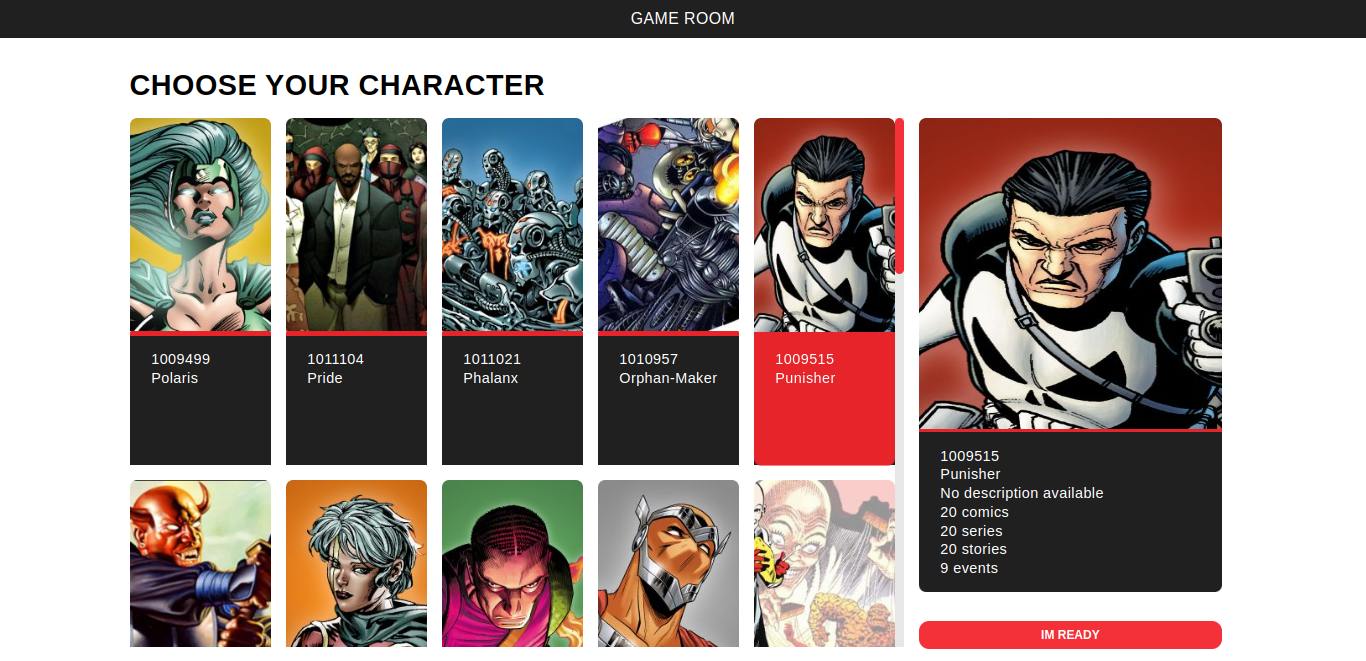 GAME ROOM
CHOOSE YOUR CHARACTER
1009499
Polaris
1011104
Pride
1011021
Phalanx
1010957
Orphan-Maker
1009515
Punisher
1009515
Punisher
No description available
20 comics
20 series
20 stories
9 events
IM READY